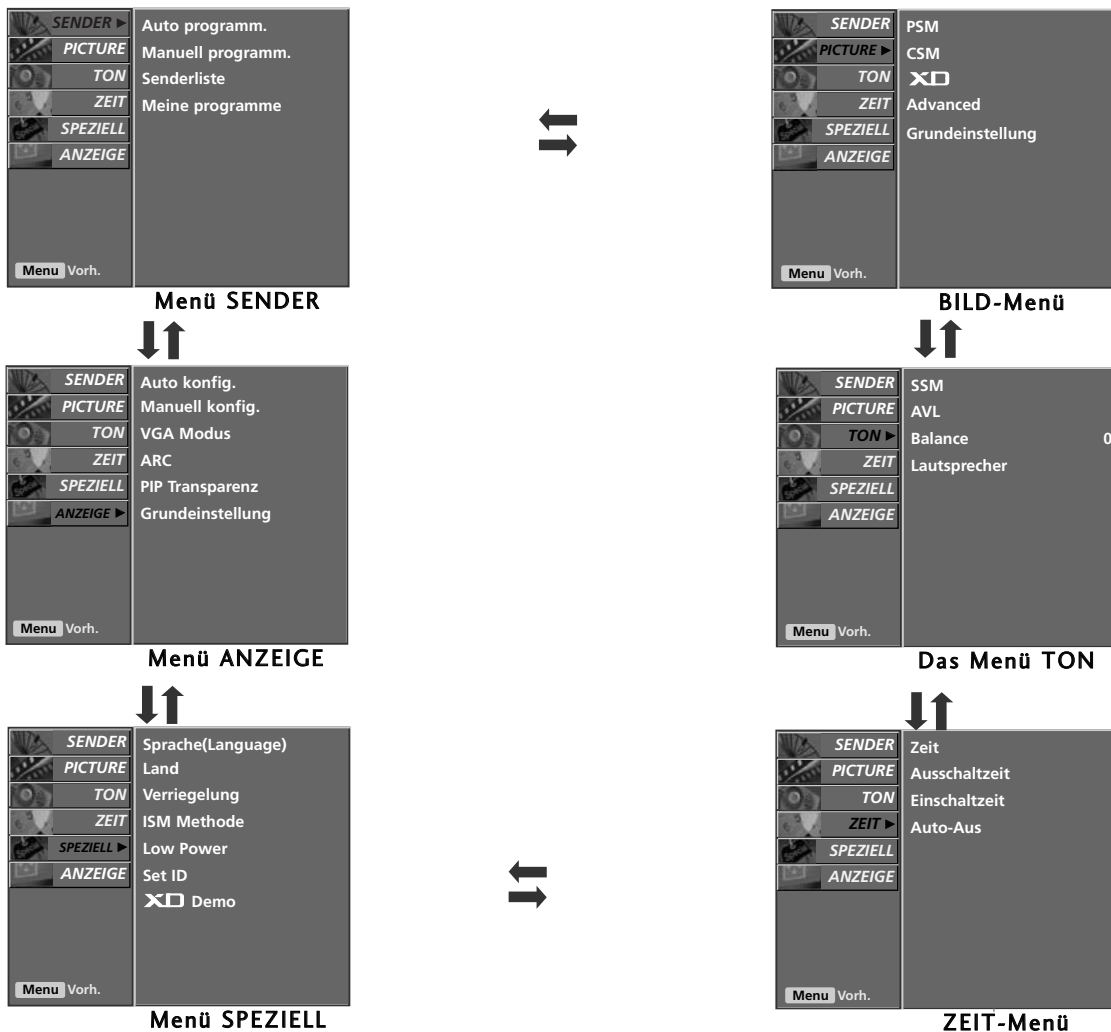 SENDER
PICTURE
TON
ZEIT
SPEZIELL
ANZEIGE
Auto programm.
Manuell programm.
Senderliste
Meine programme
Menu Vorh.
Menü SENDER
SENDER
PICTURE
TON
ZEIT
SPEZIELL
ANZEIGE
PSM
CSM
XD
Advanced
Grundeinstellung
Menu Vorh.
BILD-Menü
SENDER
PICTURE
TON
ZEIT
SPEZIELL
ANZEIGE
Auto konfig.
Manuell konfig.
VGA Modus
ARC
PIP Transparenz
Grundeinstellung
Menu Vorh.
Menü ANZEIGE
SENDER
PICTURE
TON
ZEIT
SPEZIELL
ANZEIGE
SSM
AVL
Balance 0
Lautsprecher
Menu Vorh.
Das Menü TON
SENDER
PICTURE
TON
ZEIT
SPEZIELL
ANZEIGE
Sprache(Language)
Land
Verriegelung
ISM Methode
Low Power
Set ID
XD Demo
Menu Vorh.
Menü SPEZIELL
SENDER
PICTURE
TON
ZEIT
SPEZIELL
ANZEIGE
Zeit
Ausschaltzeit
Einschaltzeit
Auto-Aus
Menu Vorh.
ZEIT-Menü